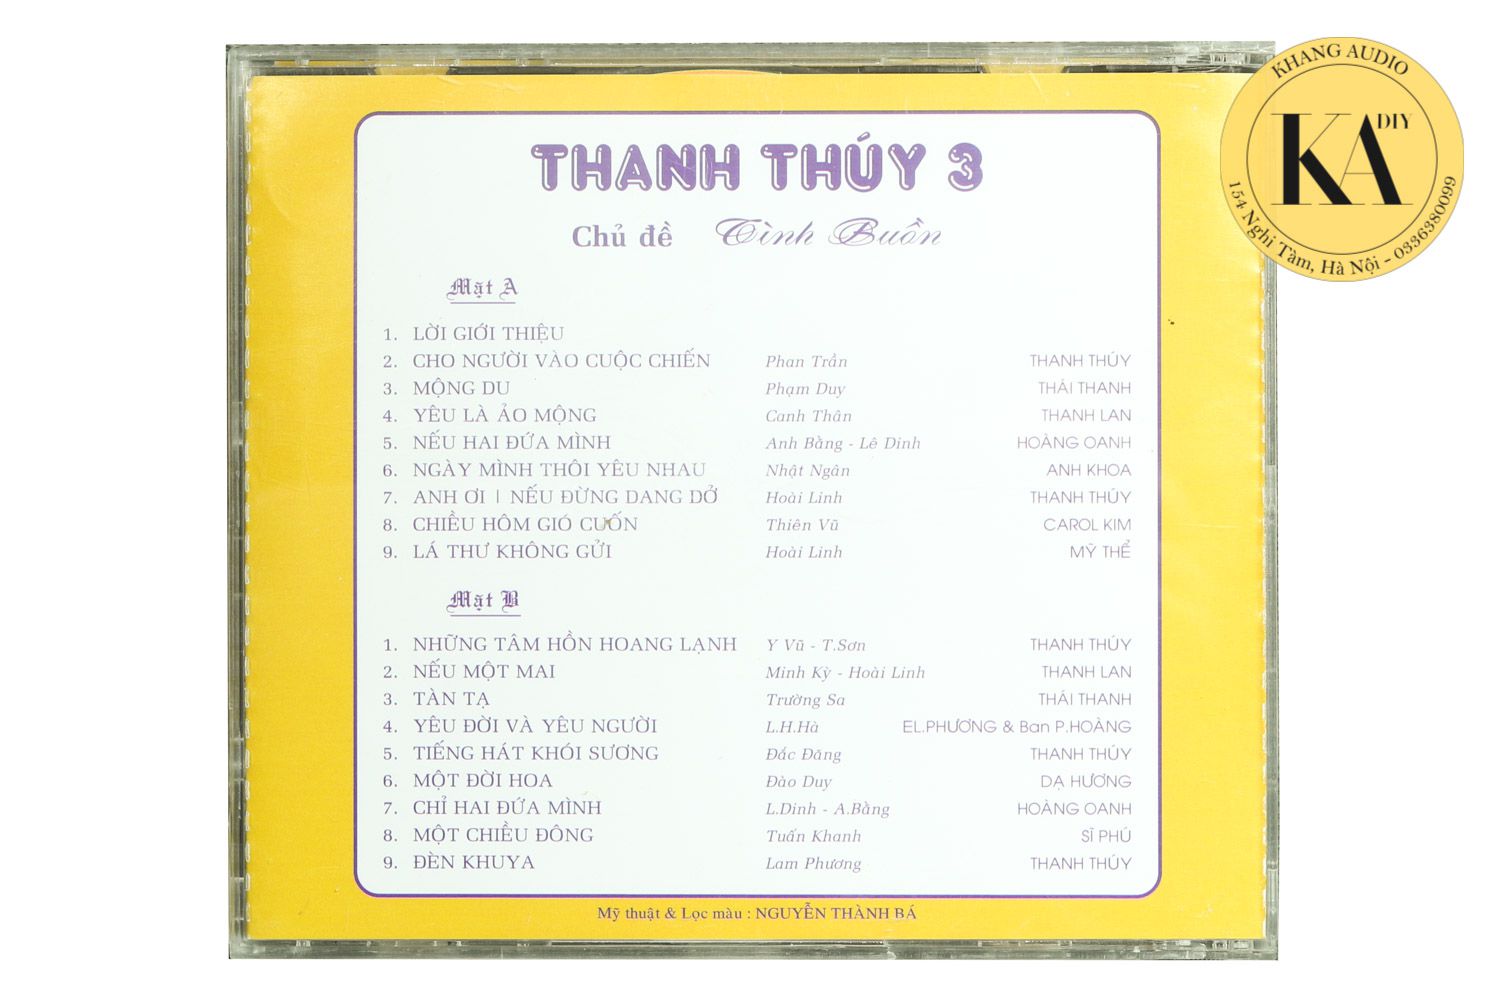 KHANG AUDIO
KA DIY
154 Nghi Tàm, Hà Nội - 0336380099
THANH THÚY 3
Chủ đề Tình Buồn
Mặt A
1. LỜI GIỚI THIỆU
2. CHO NGƯỜI VÀO CUỘC CHIẾN Phan Trần THANH THÚY
3. MỘNG DU Phạm Duy THÁI THANH
4. YÊU LÀ ẢO MỘNG Canh Thân THANH LAN
5. NẾU HAI ĐỨA MÌNH Anh Bằng - Lê Dinh HOÀNG OANH
6. NGÀY MÌNH THÔI YÊU NHAU Nhật Ngân ANH KHOA
7. ANH ƠI | NẾU ĐỪNG DANG DỞ Hoài Linh THANH THÚY
8. CHIỀU HÔM GIÓ CUỐN Thiên Vũ CAROL KIM
9. LÁ THƯ KHÔNG GỬI Hoài Linh MỸ THỂ
Mặt B
1. NHỮNG TÂM HỒN HOANG LẠNH Y Vũ - T.Sơn THANH THÚY
2. NẾU MỘT MAI Minh Kỳ - Hoài Linh THANH LAN
3. TÀN TẠ Trường Sa THÁI THANH
4. YÊU ĐỜI VÀ YÊU NGƯỜI L.H.Hà EL.PHƯƠNG & Ban P.HOÀNG
5. TIẾNG HÁT KHÓI SƯƠNG Đắc Đăng THANH THÚY
6. MỘT ĐỜI HOA Đào Duy DẠ HƯƠNG
7. CHỈ HAI ĐỨA MÌNH L.Dinh - A.Bằng HOÀNG OANH
8. MỘT CHIỀU ĐÔNG Tuấn Khanh SĨ PHÚ
9. ĐÈN KHUYA Lam Phương THANH THÚY
Mỹ thuật & Lọc màu : NGUYỄN THÀNH BÁ